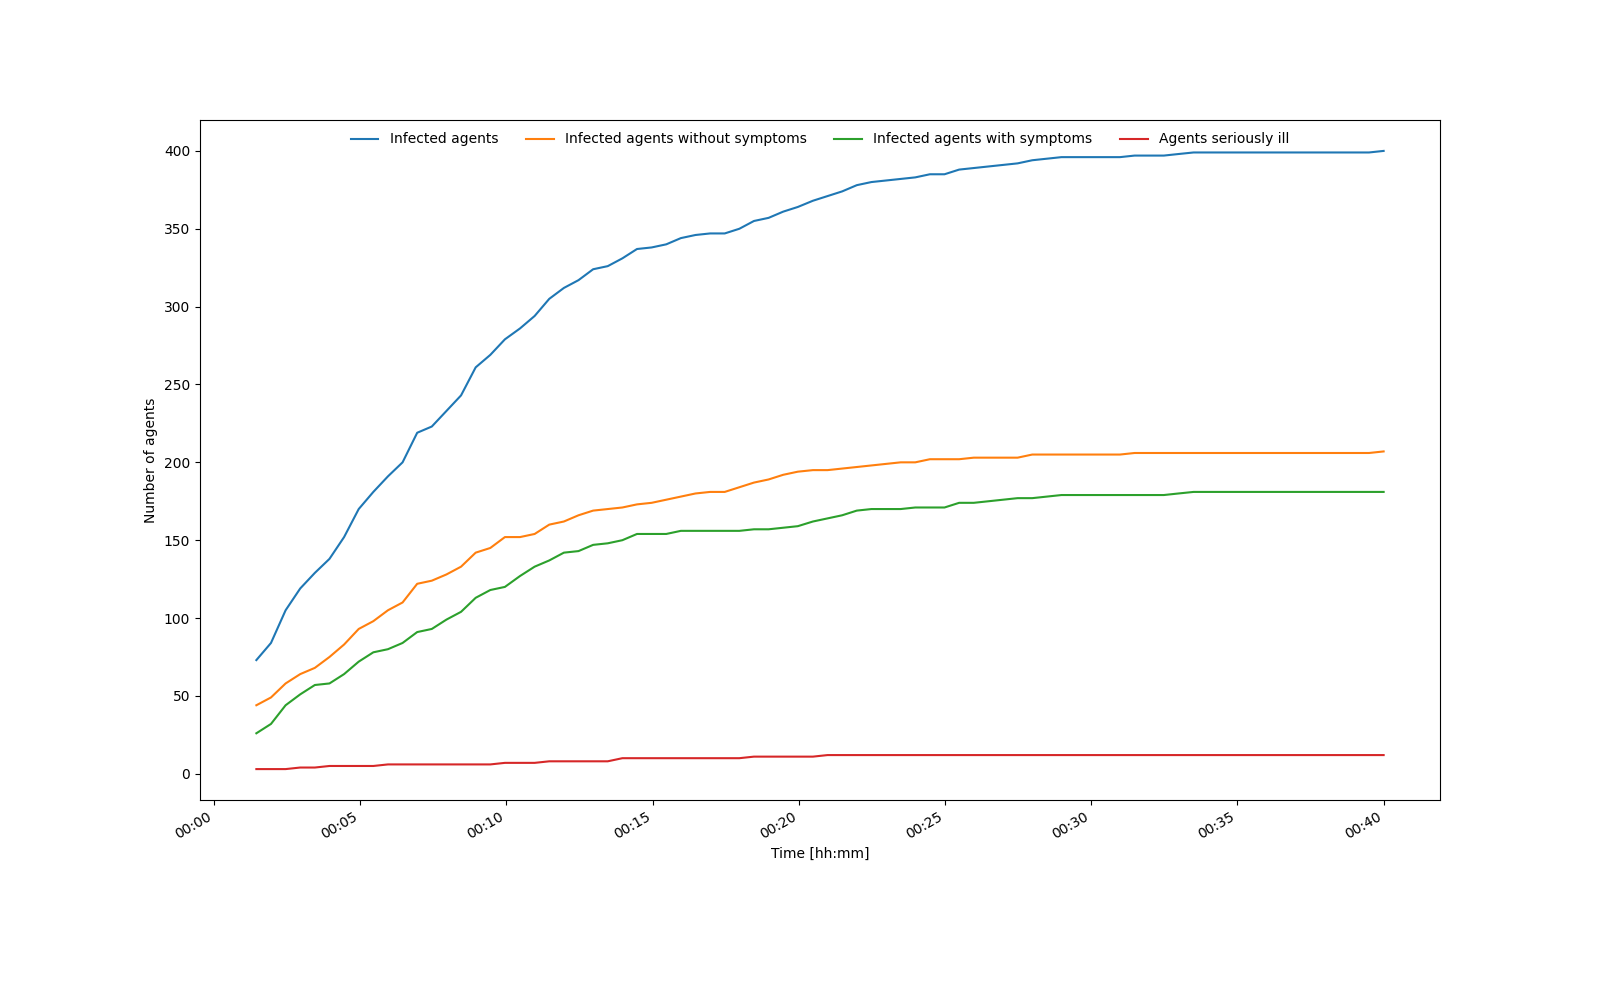 Infected agents Infected agents without symptoms Infected agents with symptoms Agents seriously ill
400
350
300
250
200
150
100
50
0
Number of agents
00:00 00:05 00:10 00:15 00:20 00:25 00:30 00:35 00:40
Time [hh:mm]